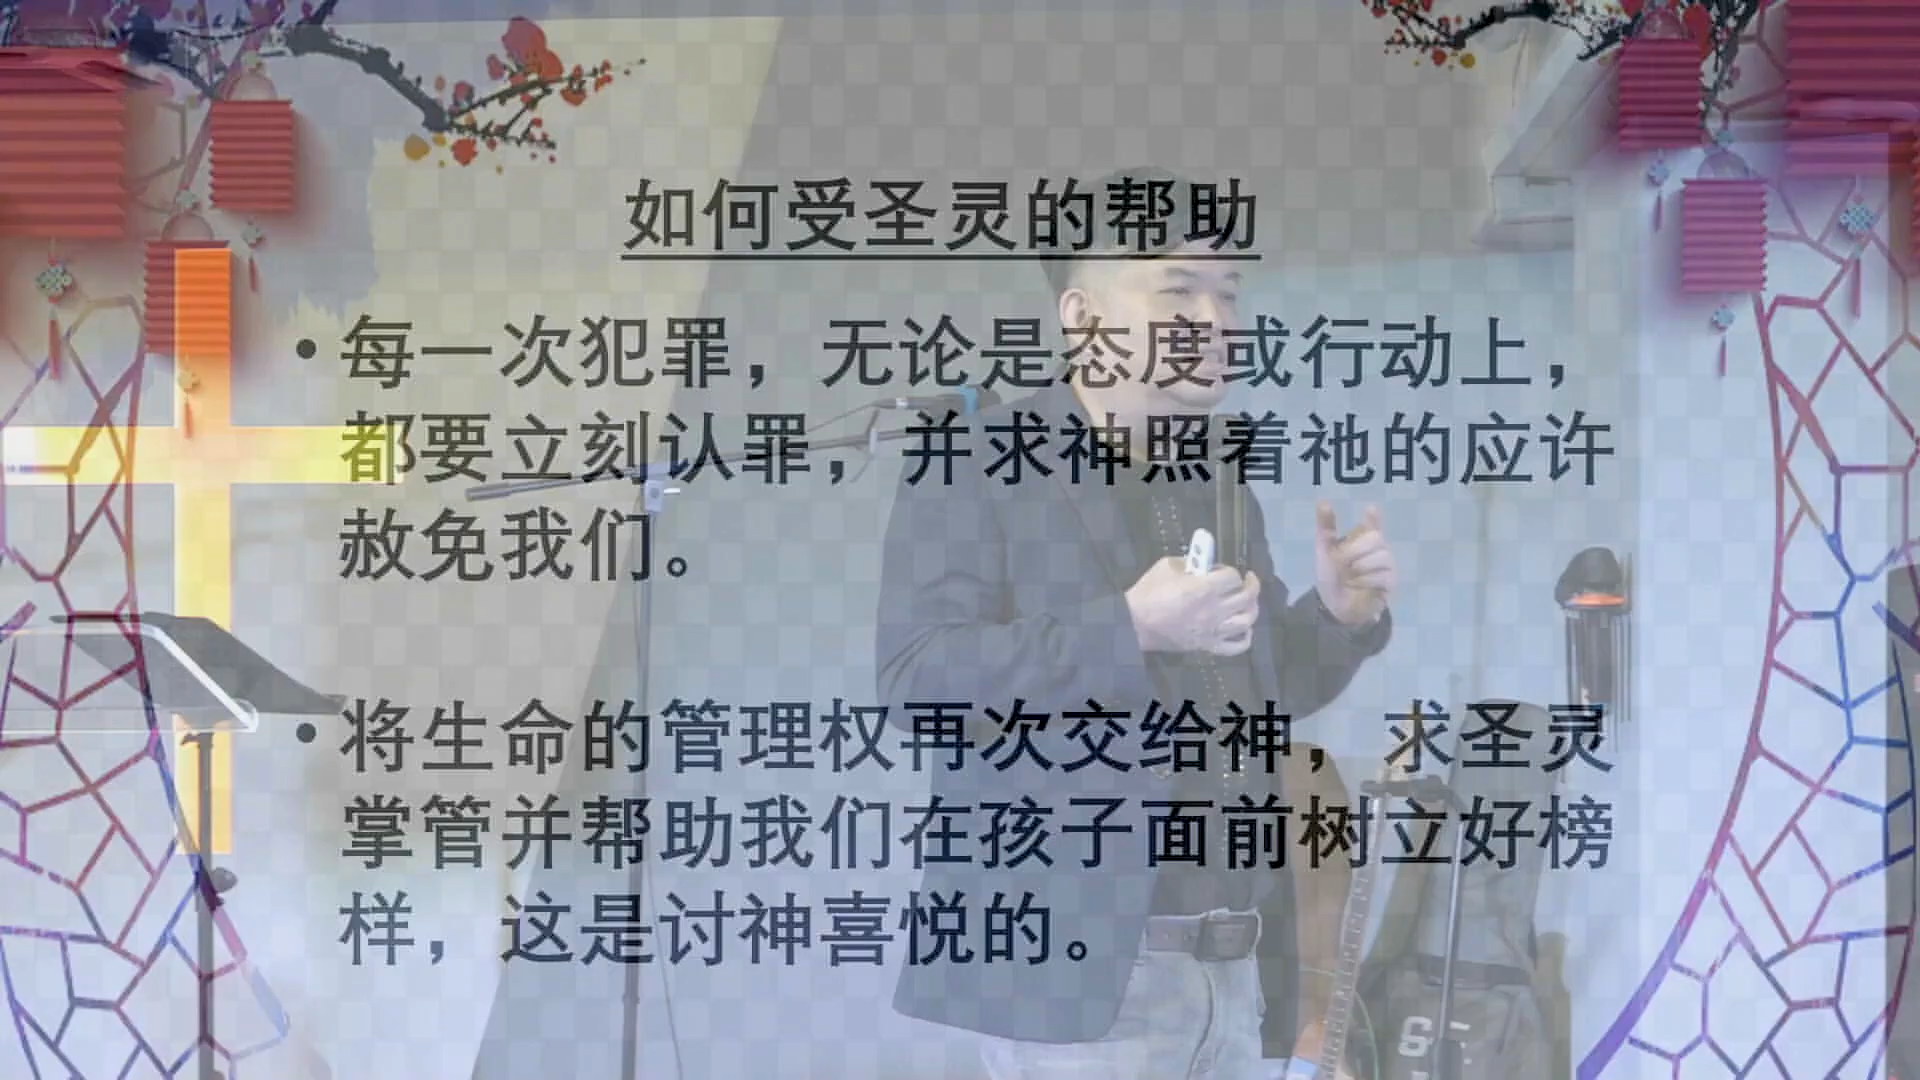 如何受圣灵的帮助
•每一次犯罪，无论是态度或行动上，
都要立刻认罪，并求神照着祂的应许
赦免我们。
•将生命的管理权再次交给神，求圣灵
掌管并帮助我们在孩子面前树立好榜
样，这是讨神喜悦的。